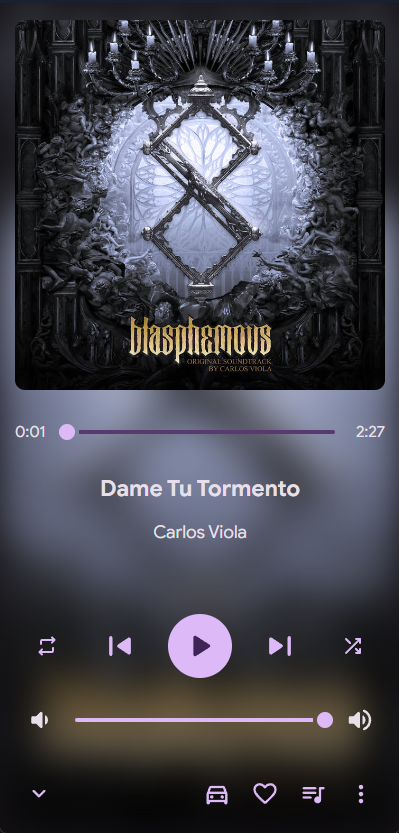 blasphemous
ORIGINAL SOUNDTRACK
BY CARLOS VIOLA
0:01
2:27
Dame Tu Tormento
Carlos Viola